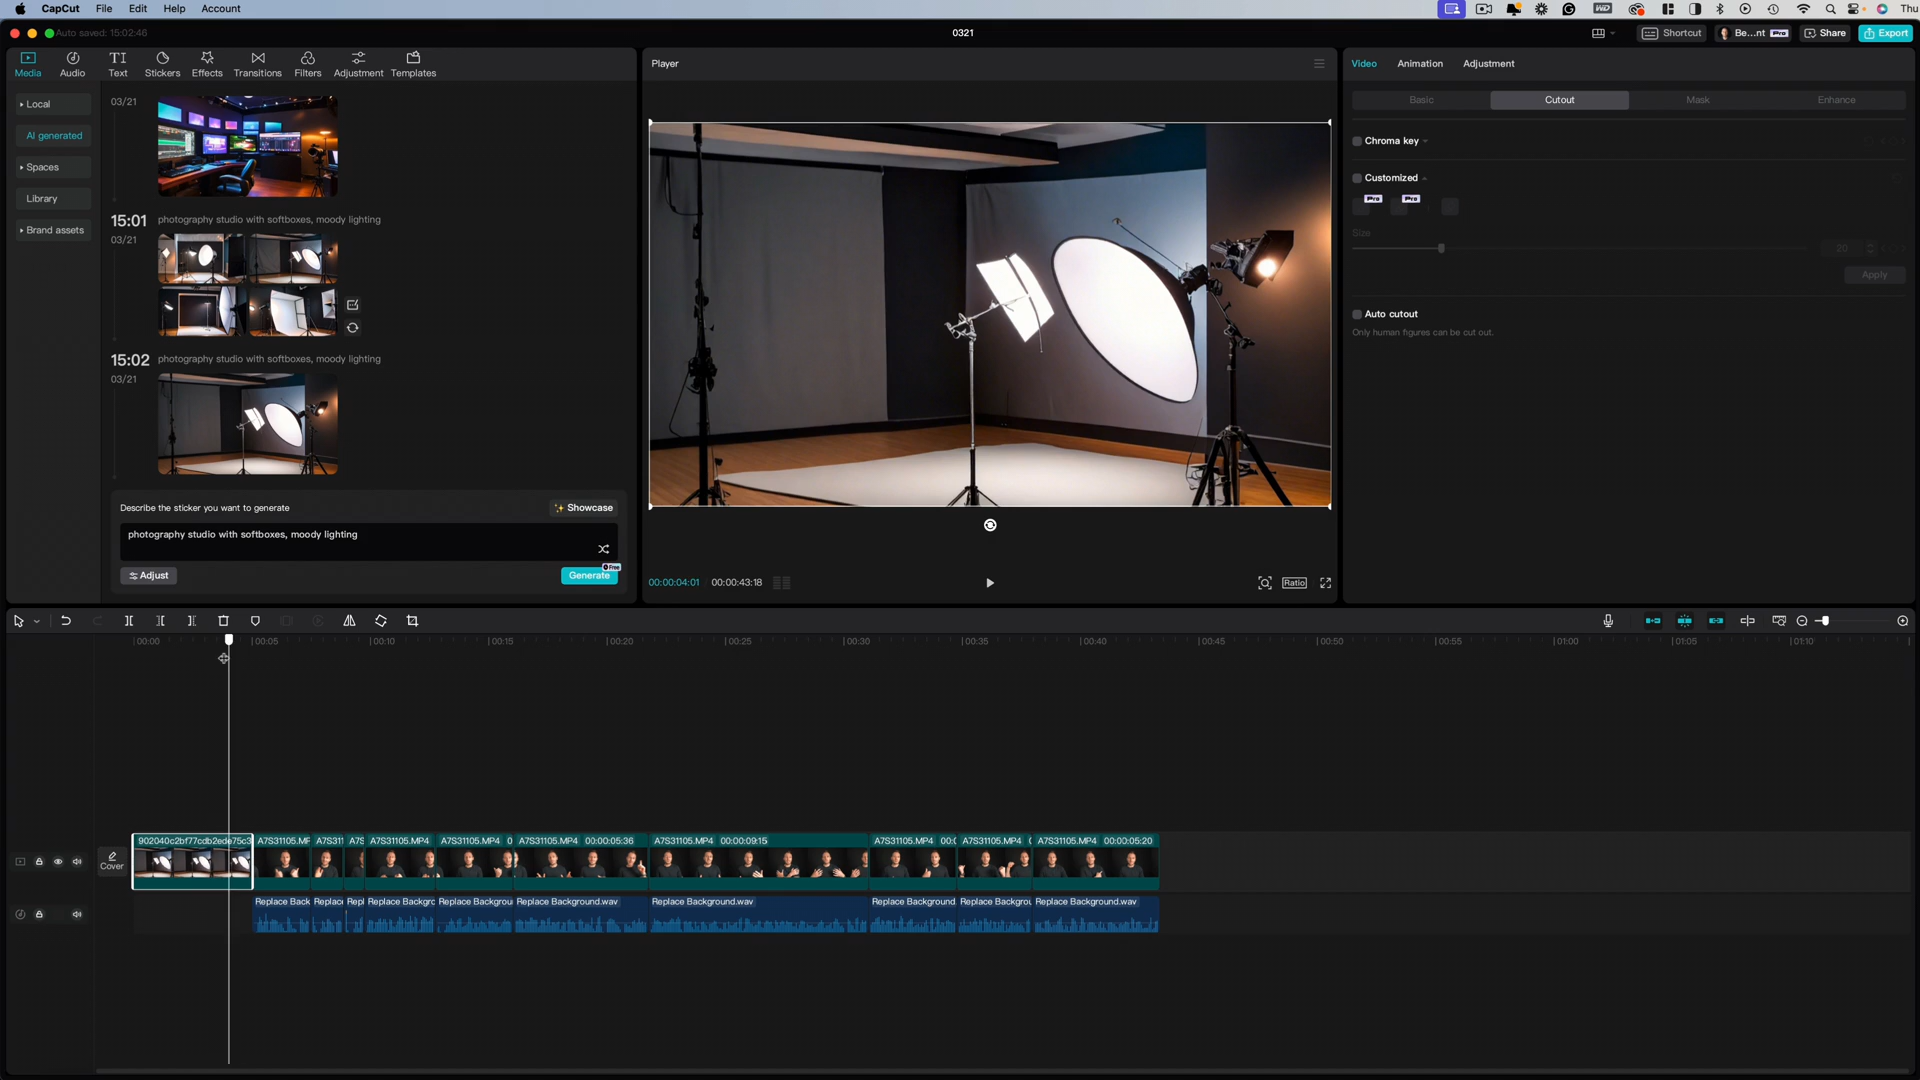 CapCut File Edit Help Account Thu
Auto saved: 15:02:46 0321 Shortcut Be...nt Pro Share Export
Media Audio Text Stickers Effects Transitions Filters Adjustment Templates
Local
AI generated
Spaces
Library
Brand assets
03/21
15:01 photography studio with softboxes, moody lighting
03/21
15:02 photography studio with softboxes, moody lighting
03/21
Describe the sticker you want to generate Showcase
photography studio with softboxes, moody lighting
Adjust Free Generate
Player
00:00:04:01 00:00:43:18 Ratio
Video Animation Adjustment
Basic Cutout Mask Enhance
Chroma key
Customized
Pro Pro
Size
20
Apply
Auto cutout
Only human figures can be cut out.
00:00 00:05 00:10 00:15 00:20 00:25 00:30 00:35 00:40 00:45 00:50 00:55 01:00 01:05 01:10
Cover
902040c2bf77cdb2ede75c3 A7S31105.MP A7S311 A7S A7S31105.MP4 A7S31105.MP4 0 A7S31105.MP4 00:00:05:36 A7S31105.MP4 00:00:09:15 A7S31105.MP4 00:0 A7S31105.MP4 A7S31105.MP4 00:00:05:20
Replace Back Replace Repl Replace Backgrc Replace Backgrou Replace Background.wav Replace Background.wav Replace Background. Replace Backgrou Replace Background.wav